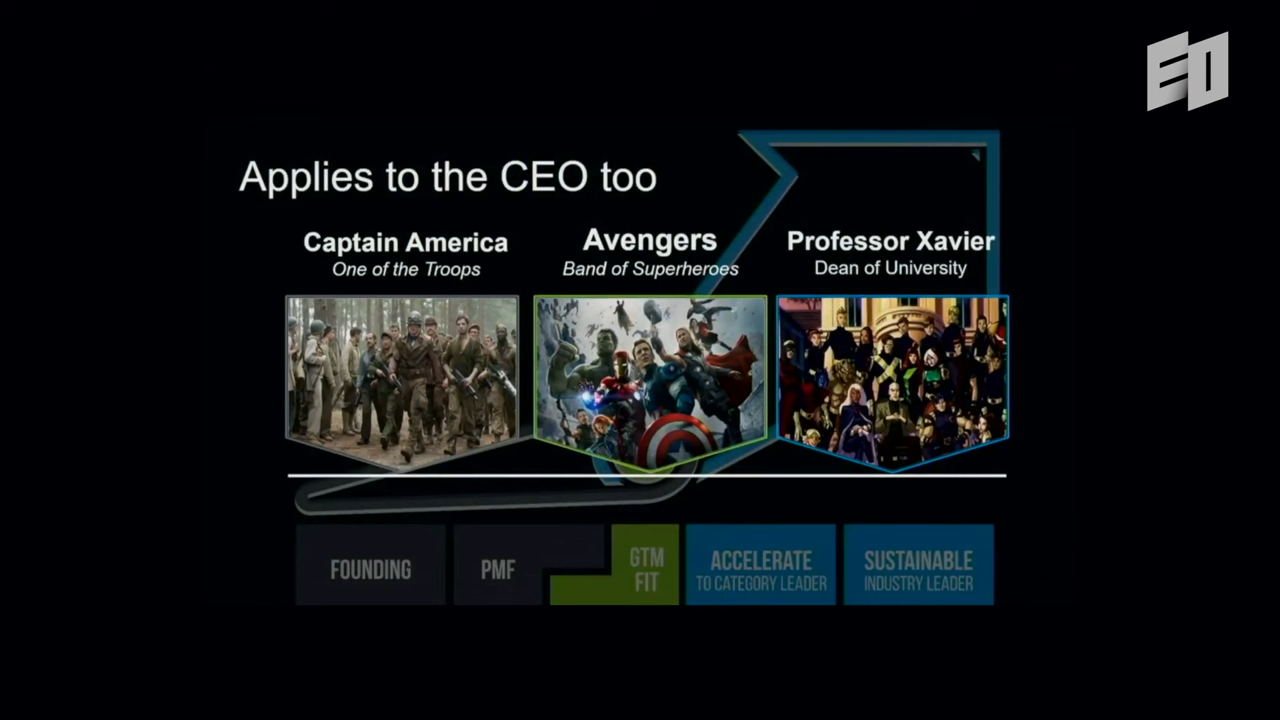 EO
Applies to the CEO too
Captain America
One of the Troops
Avengers
Band of Superheroes
Professor Xavier
Dean of University
FOUNDING
PMF
GTM
FIT
ACCELERATE
TO CATEGORY LEADER
SUSTAINABLE
INDUSTRY LEADER